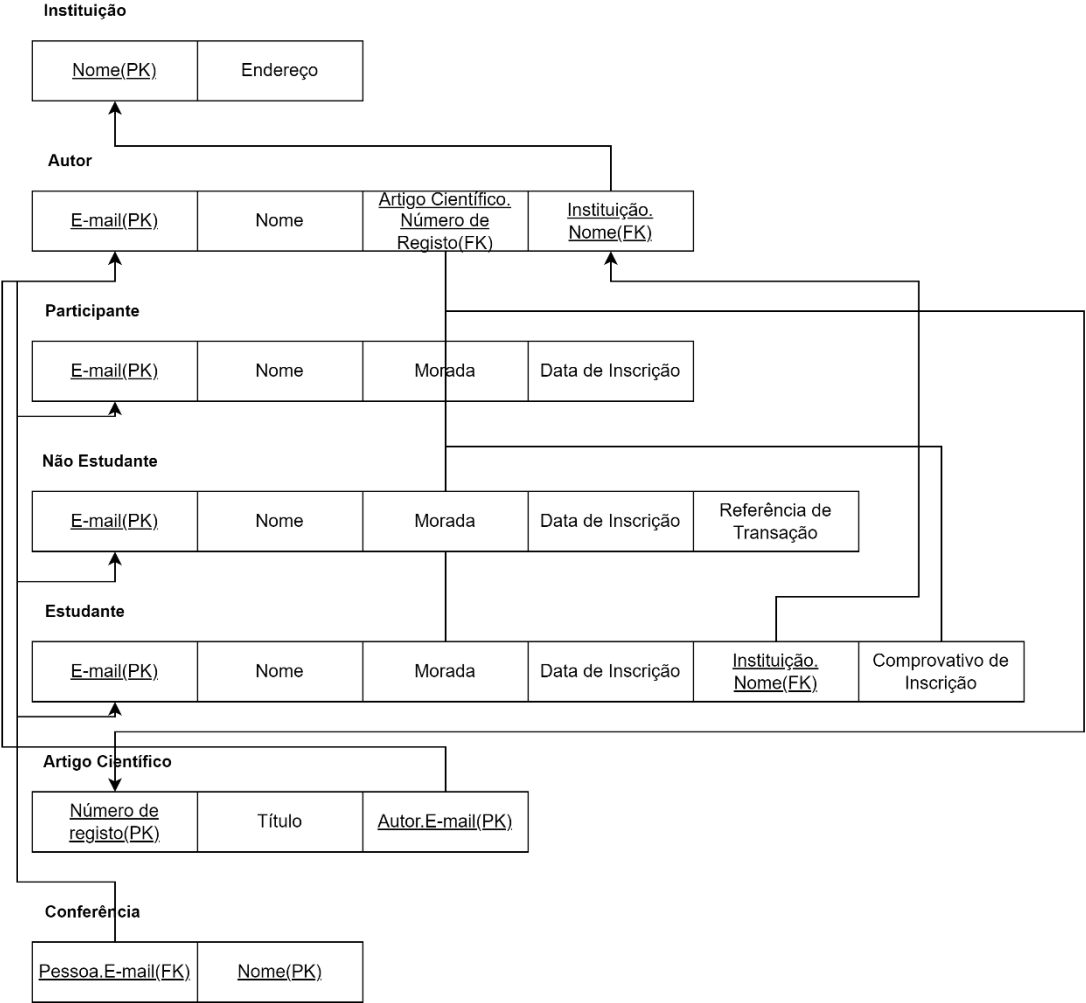 Instituição
Nome(PK)
Endereço
Autor
E-mail(PK)
Nome
Artigo Científico.
Número de
Registo(FK)
Instituição.
Nome(FK)
Participante
E-mail(PK)
Nome
Morada
Data de Inscrição
Não Estudante
E-mail(PK)
Nome
Morada
Data de Inscrição
Referência de
Transação
Estudante
E-mail(PK)
Nome
Morada
Data de Inscrição
Instituição.
Nome(FK)
Comprovativo de
Inscrição
Artigo Científico
Número de
registo(PK)
Título
Autor.E-mail(PK)
Conferência
Pessoa.E-mail(FK)
Nome(PK)